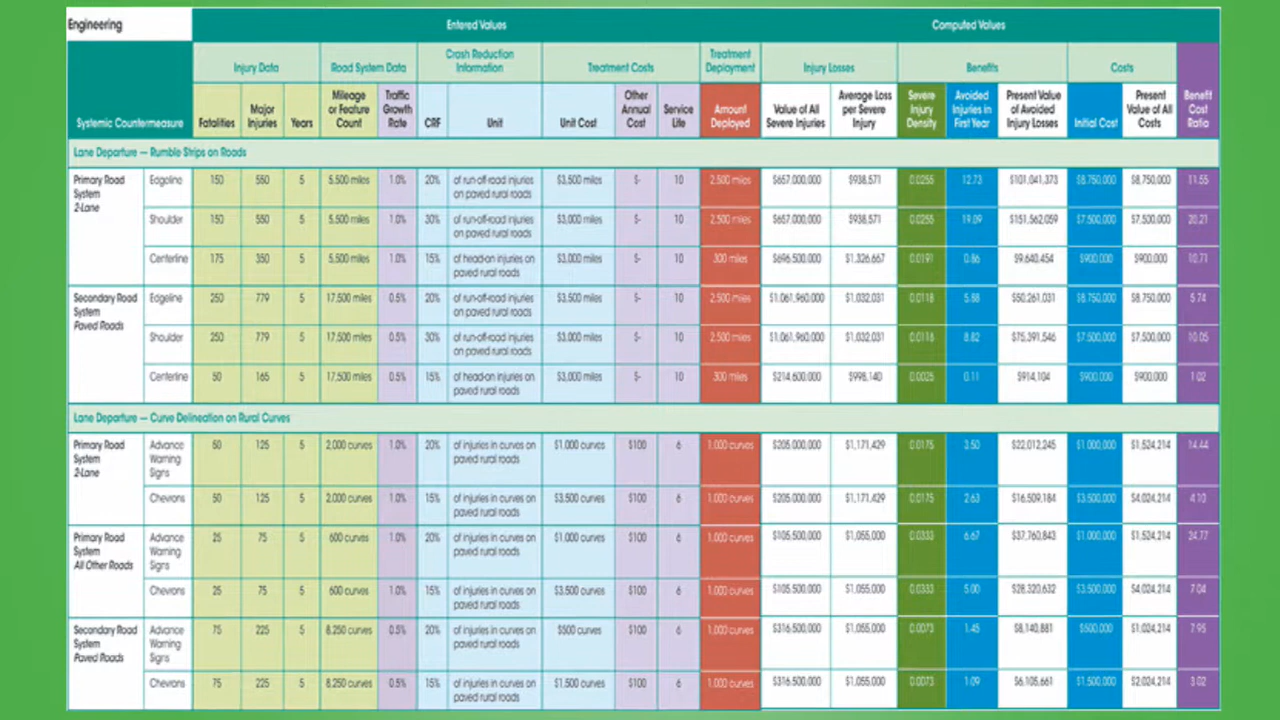 Engineering
Entered Values
Computed Values
Injury Data
Road System Data
Crash Reduction
Information
Treatment Costs
Treatment
Deployment
Injury Losses
Benefits
Costs
Systemic Countermeasure
Fatalities
Major
Injuries
Years
Mileage
or Feature
Count
Traffic
Growth
Rate
CRF
Unit
Unit Cost
Other
Annual
Cost
Service
Life
Amount
Deployed
Value of All
Severe Injuries
Average Loss
per Severe
Injury
Severe
Injury
Density
Avoided
Injuries in
First Year
Present Value
of Avoided
Injury Losses
Initial Cost
Present
Value of All
Costs
Benefit
Cost
Ratio
Lane Departure — Rumble Strips on Roads
Primary Road
System
2-Lane
Edgeline 150 550 5 5,500 miles 1.0% 20% of run-off-road injuries $3,500 miles $- 10 2,500 miles $657,000,000 $938,571 0.0255 12.73 $101,041,373 $8,750,000 $8,750,000 11.55
on paved rural roads
Shoulder 150 550 5 5,500 miles 1.0% 30% of run-off-road injuries $3,000 miles $- 10 2,500 miles $657,000,000 $938,571 0.0255 19.09 $151,562,059 $7,500,000 $7,500,000 20.21
on paved rural roads
Centerline 175 350 5 5,500 miles 1.0% 15% of head-on injuries on $3,000 miles $- 10 300 miles $696,500,000 $1,326,667 0.0191 0.86 $9,640,454 $900,000 $900,000 10.71
paved rural roads
Secondary Road
System
Paved Roads
Edgeline 250 779 5 17,500 miles 0.5% 20% of run-off-road injuries $3,500 miles $- 10 2,500 miles $1,061,960,000 $1,032,031 0.0118 5.88 $50,261,031 $8,750,000 $8,750,000 5.74
on paved rural roads
Shoulder 250 779 5 17,500 miles 0.5% 30% of run-off-road injuries $3,000 miles $- 10 2,500 miles $1,061,960,000 $1,032,031 0.0118 8.82 $75,391,546 $7,500,000 $7,500,000 10.05
on paved rural roads
Centerline 50 165 5 17,500 miles 0.5% 15% of head-on injuries on $3,000 miles $- 10 300 miles $214,600,000 $998,140 0.0025 0.11 $914,104 $900,000 $900,000 1.02
paved rural roads
Lane Departure — Curve Delineation on Rural Curves
Primary Road
System
2-Lane
Advance
Warning
Signs
50 125 5 2,000 curves 1.0% 20% of injuries in curves on $1,000 curves $100 6 1,000 curves $205,000,000 $1,171,429 0.0175 3.50 $22,012,245 $1,000,000 $1,524,214 14.44
paved rural roads
Chevrons 50 125 5 2,000 curves 1.0% 15% of injuries in curves on $3,500 curves $100 6 1,000 curves $205,000,000 $1,171,429 0.0175 2.63 $16,509,184 $3,500,000 $4,024,214 4.10
paved rural roads
Primary Road
System
All Other Roads
Advance
Warning
Signs
25 75 5 600 curves 1.0% 20% of injuries in curves on $1,000 curves $100 6 1,000 curves $105,500,000 $1,055,000 0.0333 6.67 $37,760,843 $1,000,000 $1,524,214 24.77
paved rural roads
Chevrons 25 75 5 600 curves 1.0% 15% of injuries in curves on $3,500 curves $100 6 1,000 curves $105,500,000 $1,055,000 0.0333 5.00 $28,320,632 $3,500,000 $4,024,214 7.04
paved rural roads
Secondary Road
System
Paved Roads
Advance
Warning
Signs
75 225 5 8,250 curves 0.5% 20% of injuries in curves on $500 curves $100 6 1,000 curves $316,500,000 $1,055,000 0.0073 1.45 $8,140,881 $500,000 $1,024,214 7.95
paved rural roads
Chevrons 75 225 5 8,250 curves 0.5% 15% of injuries in curves on $1,500 curves $100 6 1,000 curves $316,500,000 $1,055,000 0.0073 1.09 $6,105,661 $1,500,000 $2,024,214 3.02
paved rural roads